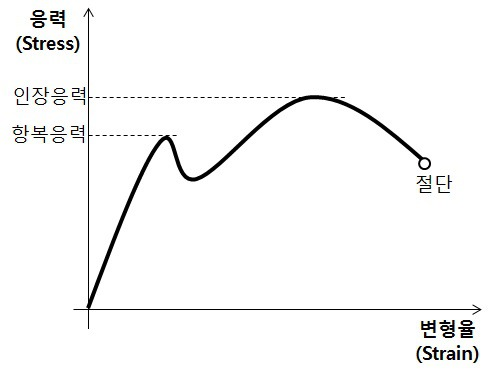 응력
(Stress)
인장응력
항복응력
절단
변형율
(Strain)